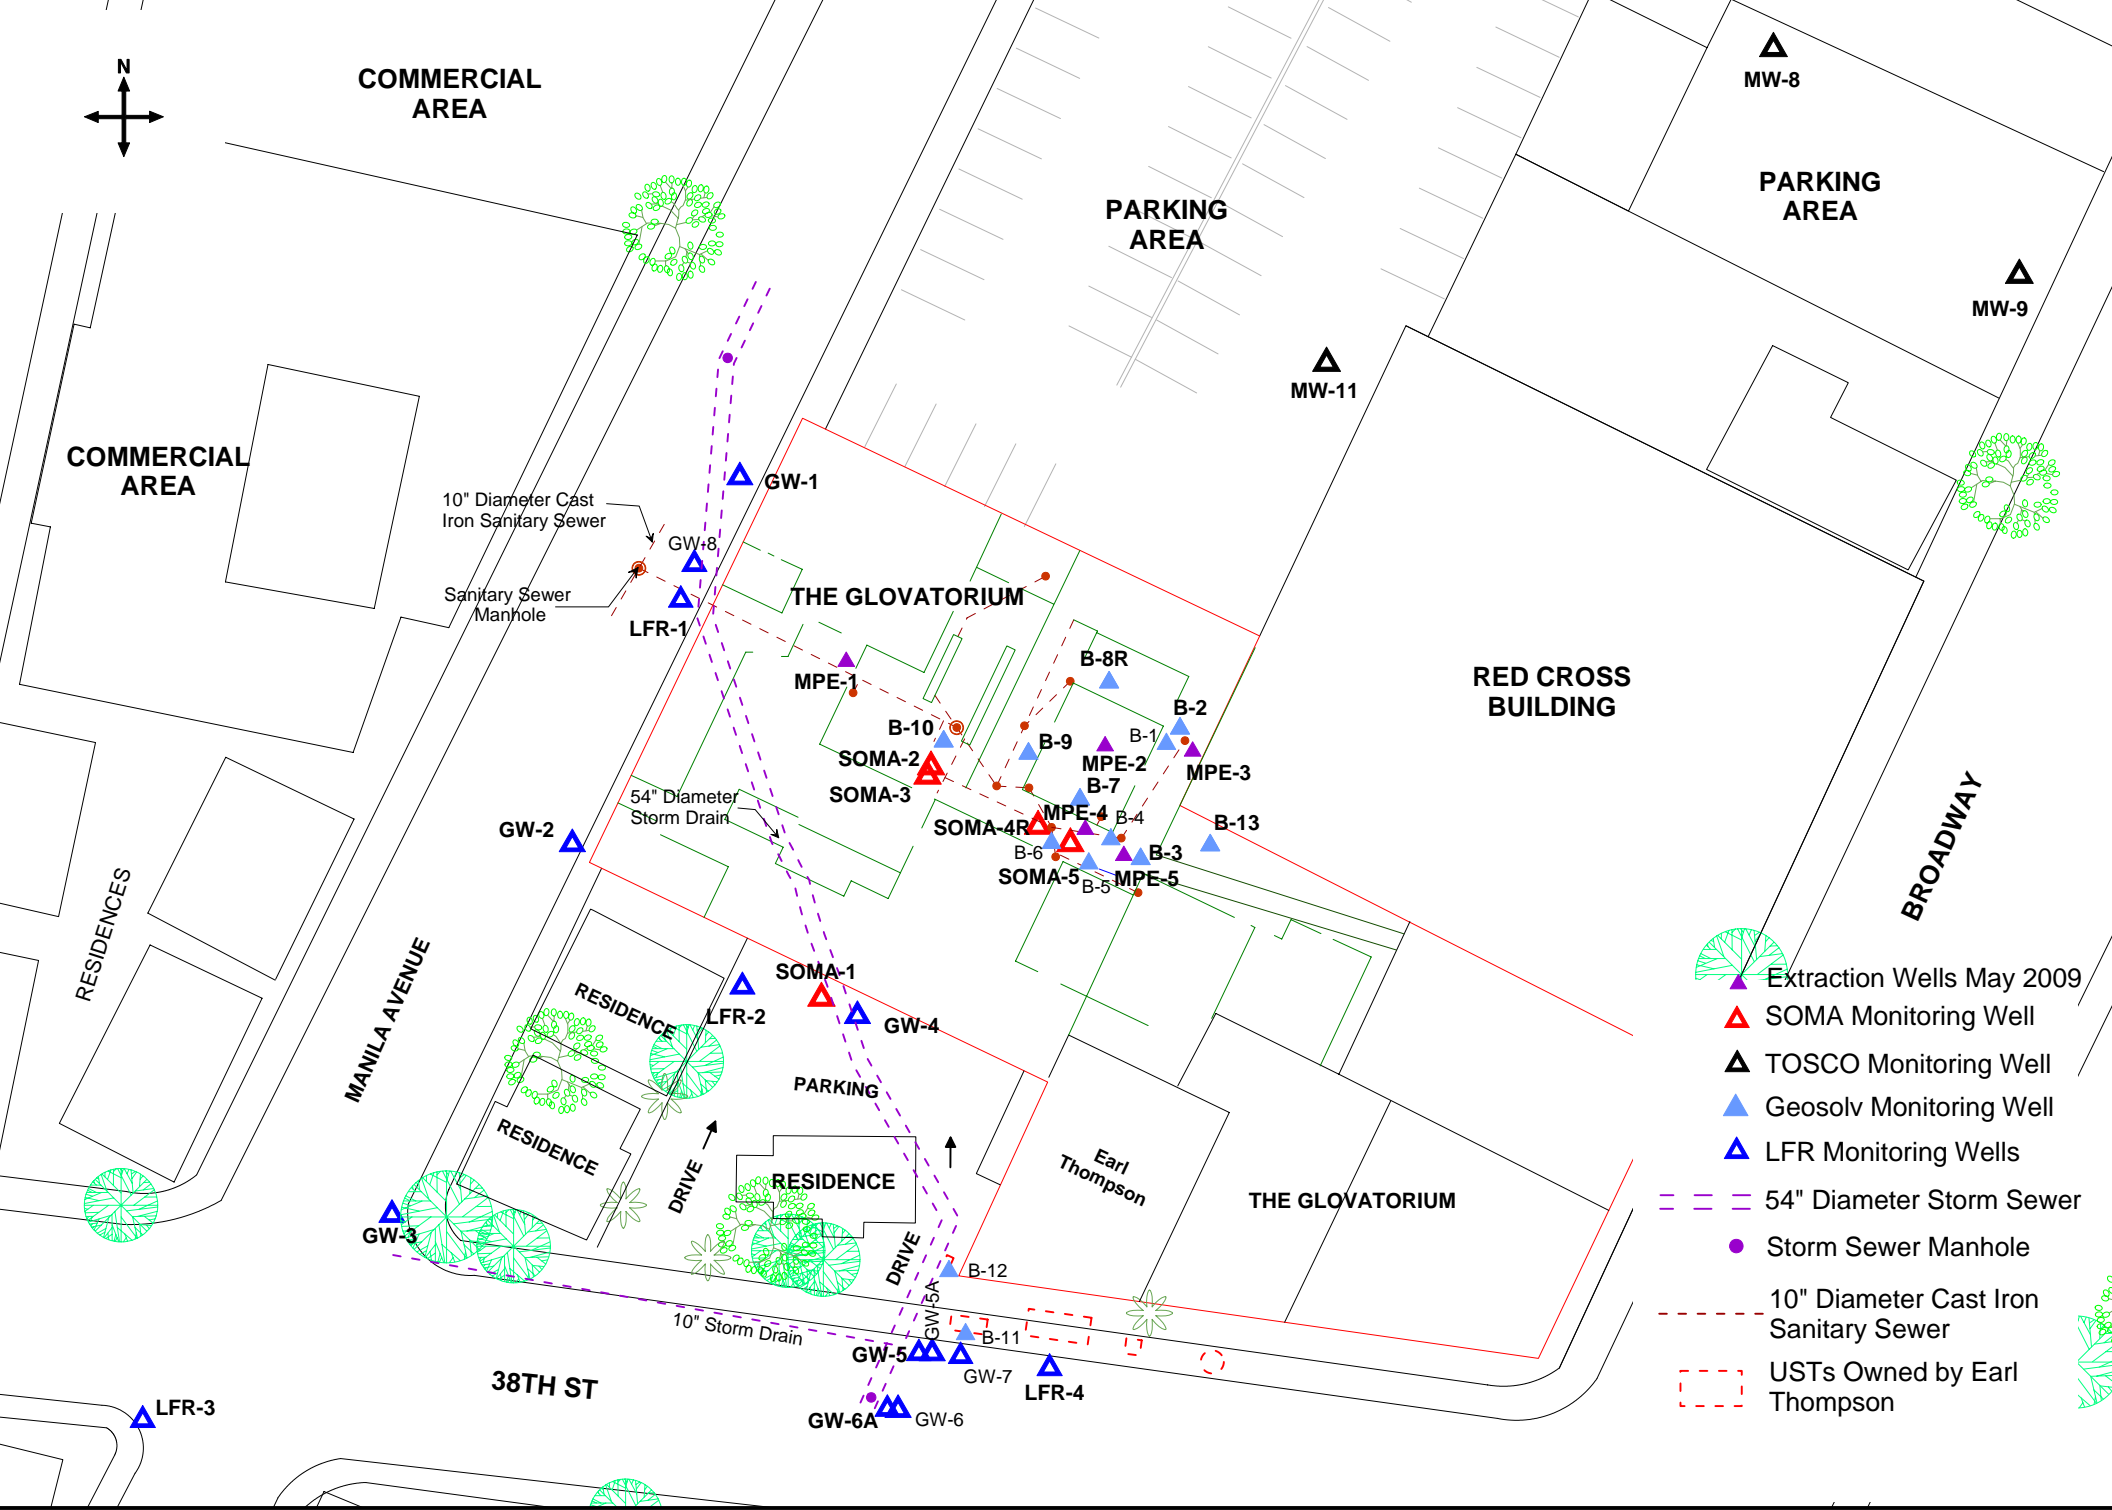 N
COMMERCIAL
AREA
MW-8
PARKING
AREA
PARKING
AREA
MW-9
MW-11
COMMERCIAL
AREA
GW-1
10" Diameter Cast
Iron Sanitary Sewer
GW-8
Sanitary Sewer
Manhole
THE GLOVATORIUM
LFR-1
B-8R
MPE-1
RED CROSS
BUILDING
B-2
B-10
B-1
B-9
SOMA-2
MPE-2
MPE-3
SOMA-3
B-7
54" Diameter
Storm Drain
MPE-4
B-4
SOMA-4R
B-13
GW-2
B-6
B-3
SOMA-5
B-5
MPE-5
BROADWAY
RESIDENCES
MANILA AVENUE
SOMA-1
RESIDENCE
LFR-2
GW-4
PARKING
RESIDENCE
DRIVE
RESIDENCE
Earl
Thompson
THE GLOVATORIUM
GW-3
DRIVE
B-12
GW-5A
10" Storm Drain
B-11
GW-5
GW-7
LFR-4
38TH ST
LFR-3
GW-6A
GW-6
Extraction Wells May 2009
SOMA Monitoring Well
TOSCO Monitoring Well
Geosolv Monitoring Well
LFR Monitoring Wells
54" Diameter Storm Sewer
Storm Sewer Manhole
10" Diameter Cast Iron
Sanitary Sewer
USTs Owned by Earl
Thompson